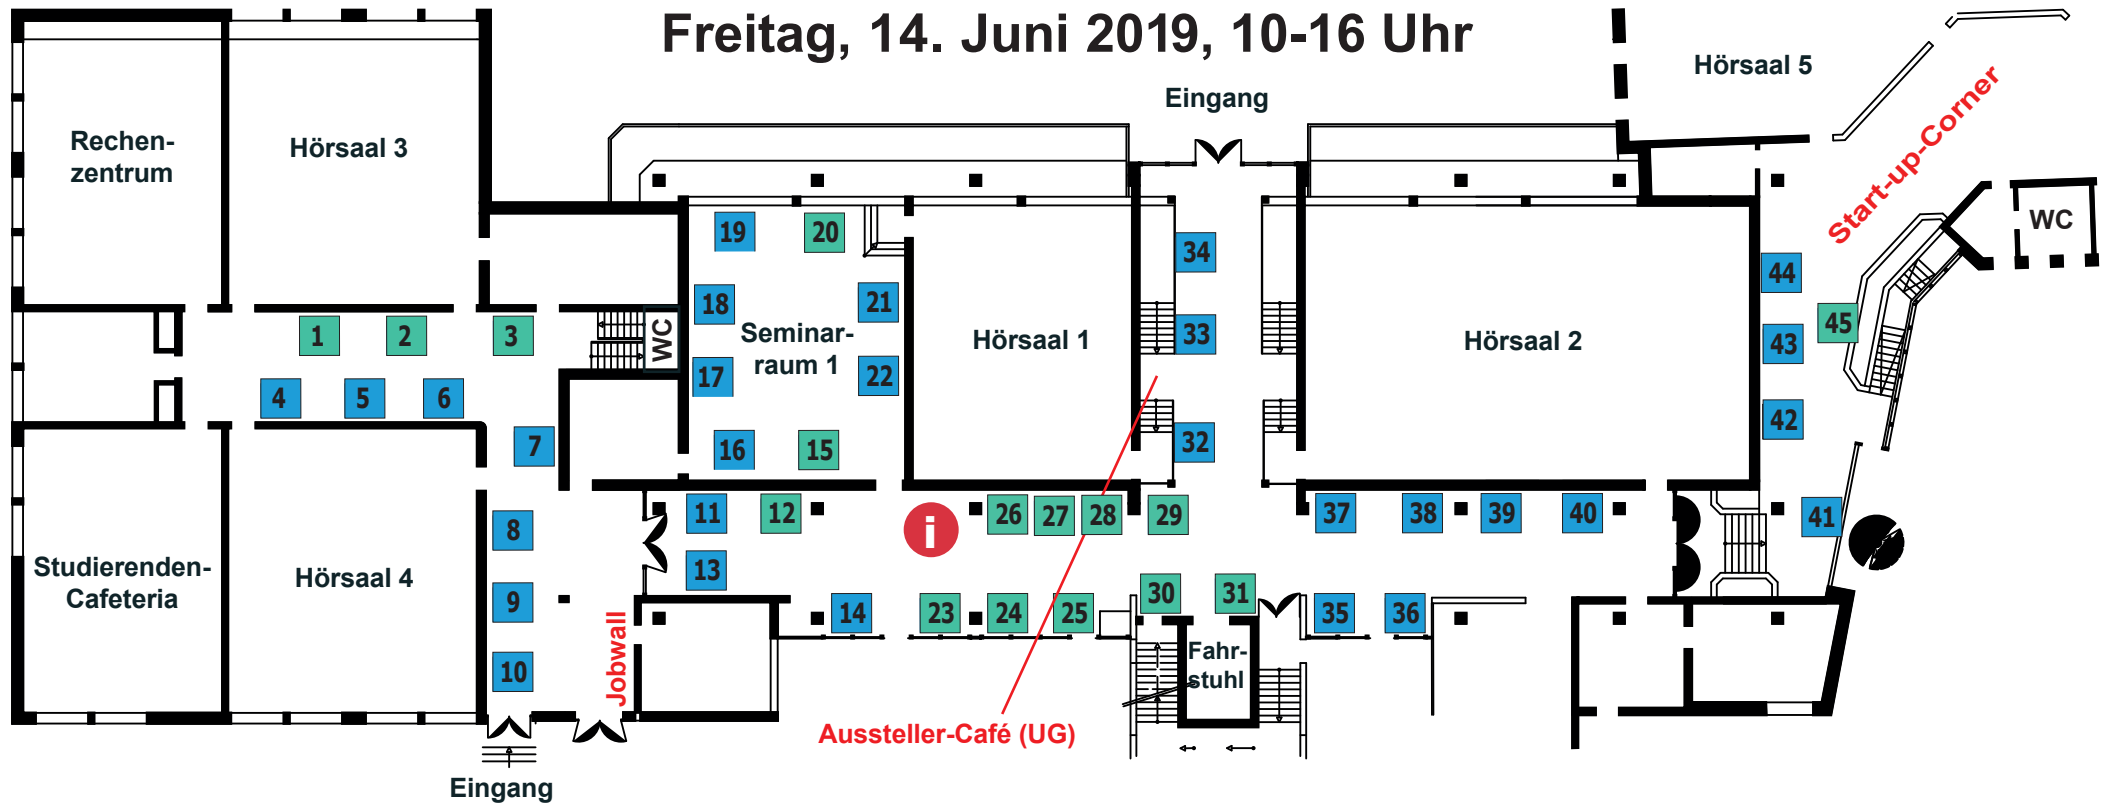 Freitag, 14. Juni 2019, 10-16 Uhr
Eingang
Hörsaal 5
Start-up-Corner
WC
Rechen-
zentrum
Hörsaal 3
19
20
34
44
18
21
45
1
2
3
WC
Seminar-
raum 1
Hörsaal 1
33
Hörsaal 2
43
17
22
4
5
6
42
7
16
15
32
8
11
12
i
26
27
28
29
37
38
39
40
41
Studierenden-
Cafeteria
Hörsaal 4
13
9
14
23
24
25
30
31
35
36
10
Jobwall
Fahr-
stuhl
Aussteller-Café (UG)
Eingang